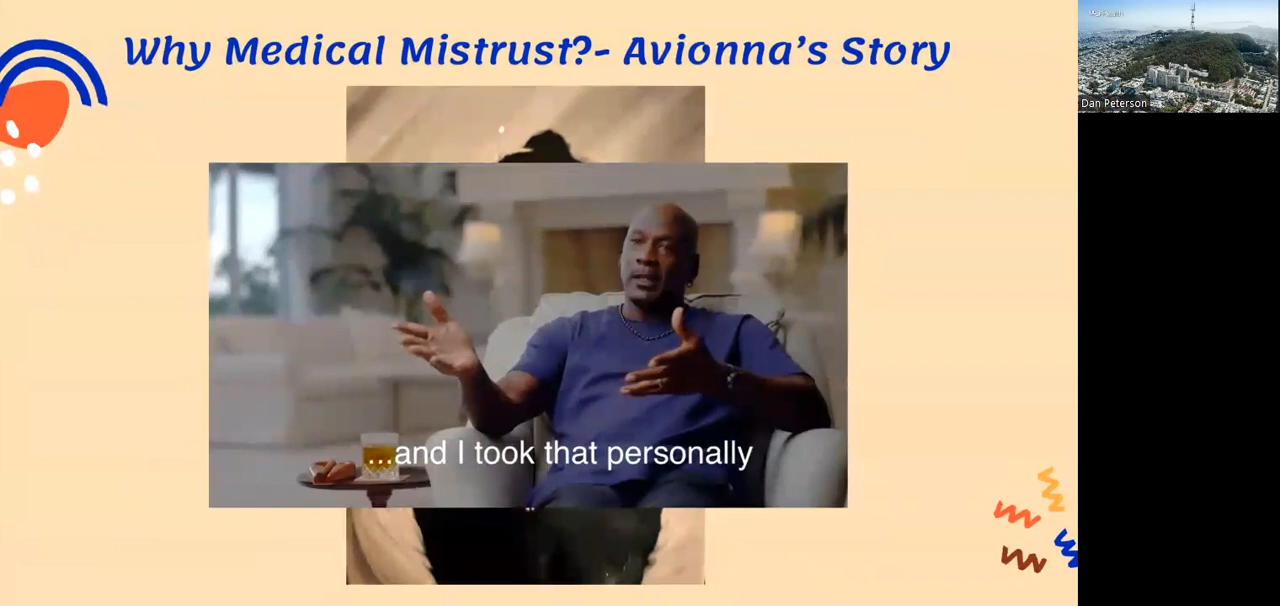 Why Medical Mistrust?- Avionna's Story
...and I took that personally
Dan Peterson